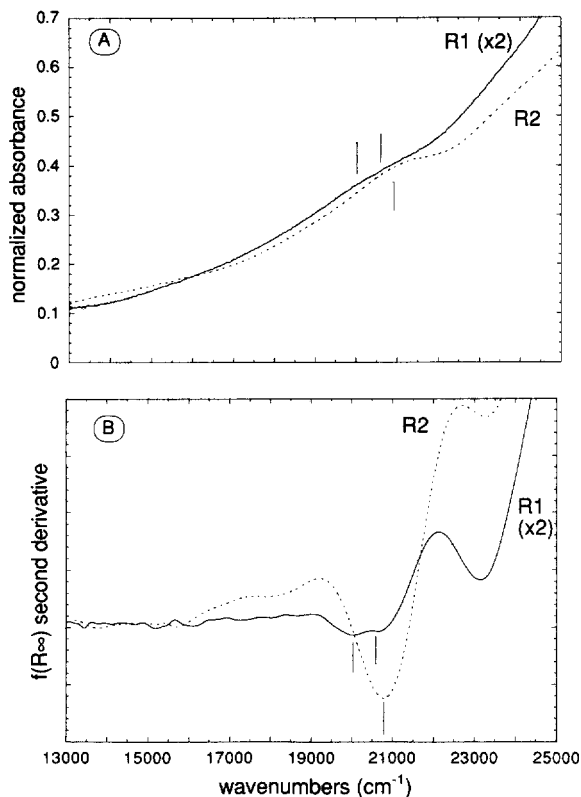 A
R1 (x2)
R2
0.7
0.6
0.5
0.4
0.3
0.2
0.1
0
normalized absorbance
B
R2
R1
(x2)
f(R∞) second derivative
13000 15000 17000 19000 21000 23000 25000
wavenumbers (cm⁻¹)